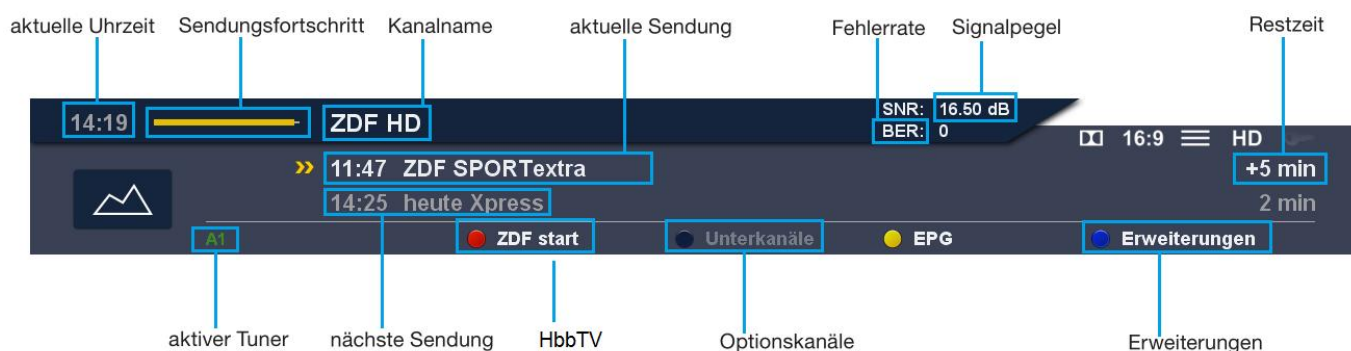 aktuelle Uhrzeit Sendungsfortschritt Kanalname aktuelle Sendung Fehlerrate Signalpegel Restzeit
14:19 ZDF HD SNR: 16.50 dB
BER: 0
16:9 HD
11:47 ZDF SPORTextra +5 min
14:25 heute Xpress 2 min
A1 ZDF start Unterkanäle EPG Erweiterungen
aktiver Tuner nächste Sendung HbbTV Optionskanäle Erweiterungen